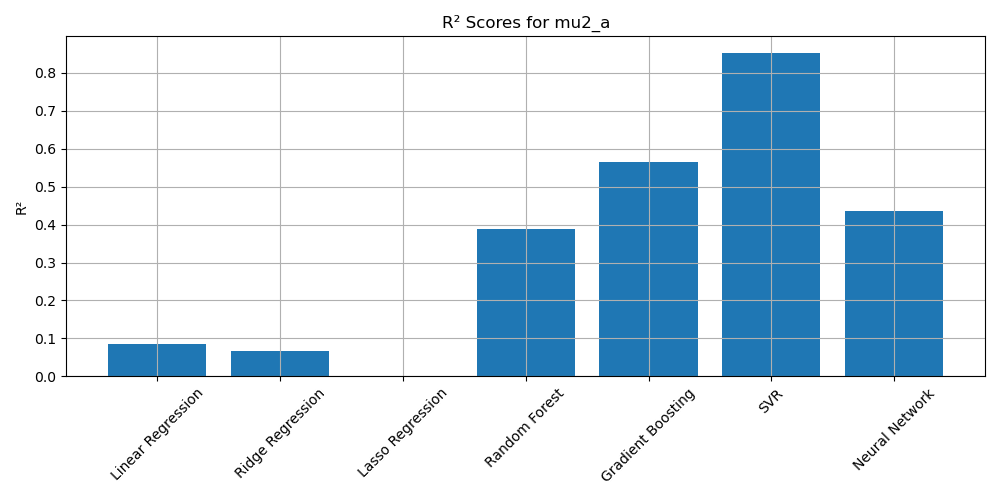 R² Scores for mu2_a
R²
0.8
0.7
0.6
0.5
0.4
0.3
0.2
0.1
0.0
Linear Regression
Ridge Regression
Lasso Regression
Random Forest
Gradient Boosting
SVR
Neural Network